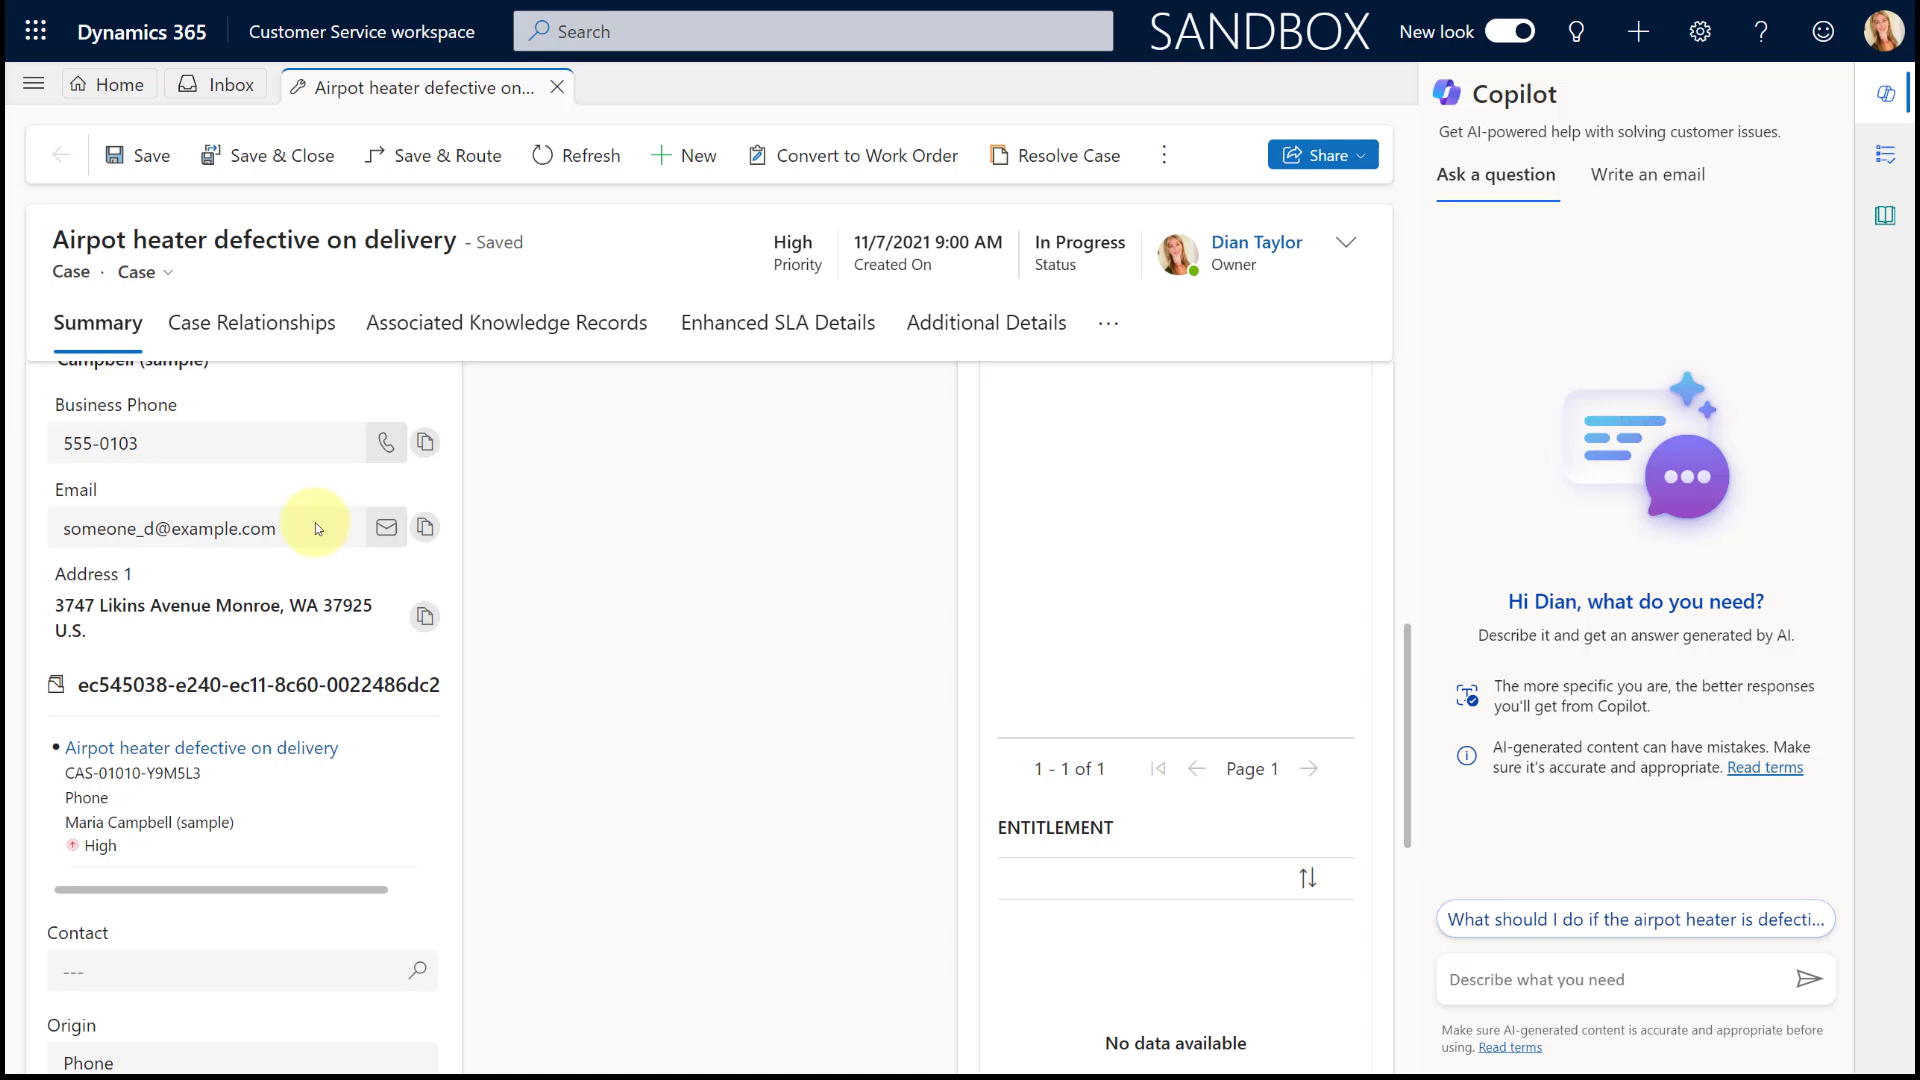 Dynamics 365
Customer Service workspace
Search
SANDBOX
New look
Home
Inbox
Airpot heater defective on...
Save
Save & Close
Save & Route
Refresh
New
Convert to Work Order
Resolve Case
Share
Airpot heater defective on delivery - Saved
Case · Case
High
Priority
11/7/2021 9:00 AM
Created On
In Progress
Status
Dian Taylor
Owner
Summary
Case Relationships
Associated Knowledge Records
Enhanced SLA Details
Additional Details
Campbell (sample)
Business Phone
555-0103
Email
someone_d@example.com
Address 1
3747 Likins Avenue Monroe, WA 37925
U.S.
ec545038-e240-ec11-8c60-0022486dc2
Airpot heater defective on delivery
CAS-01010-Y9M5L3
Phone
Maria Campbell (sample)
High
Contact
---
Origin
Phone
1 - 1 of 1
Page 1
ENTITLEMENT
No data available
Copilot
Get AI-powered help with solving customer issues.
Ask a question
Write an email
Hi Dian, what do you need?
Describe it and get an answer generated by AI.
The more specific you are, the better responses
you'll get from Copilot.
AI-generated content can have mistakes. Make
sure it's accurate and appropriate. Read terms
What should I do if the airpot heater is defecti...
Describe what you need
Make sure AI-generated content is accurate and appropriate before
using. Read terms